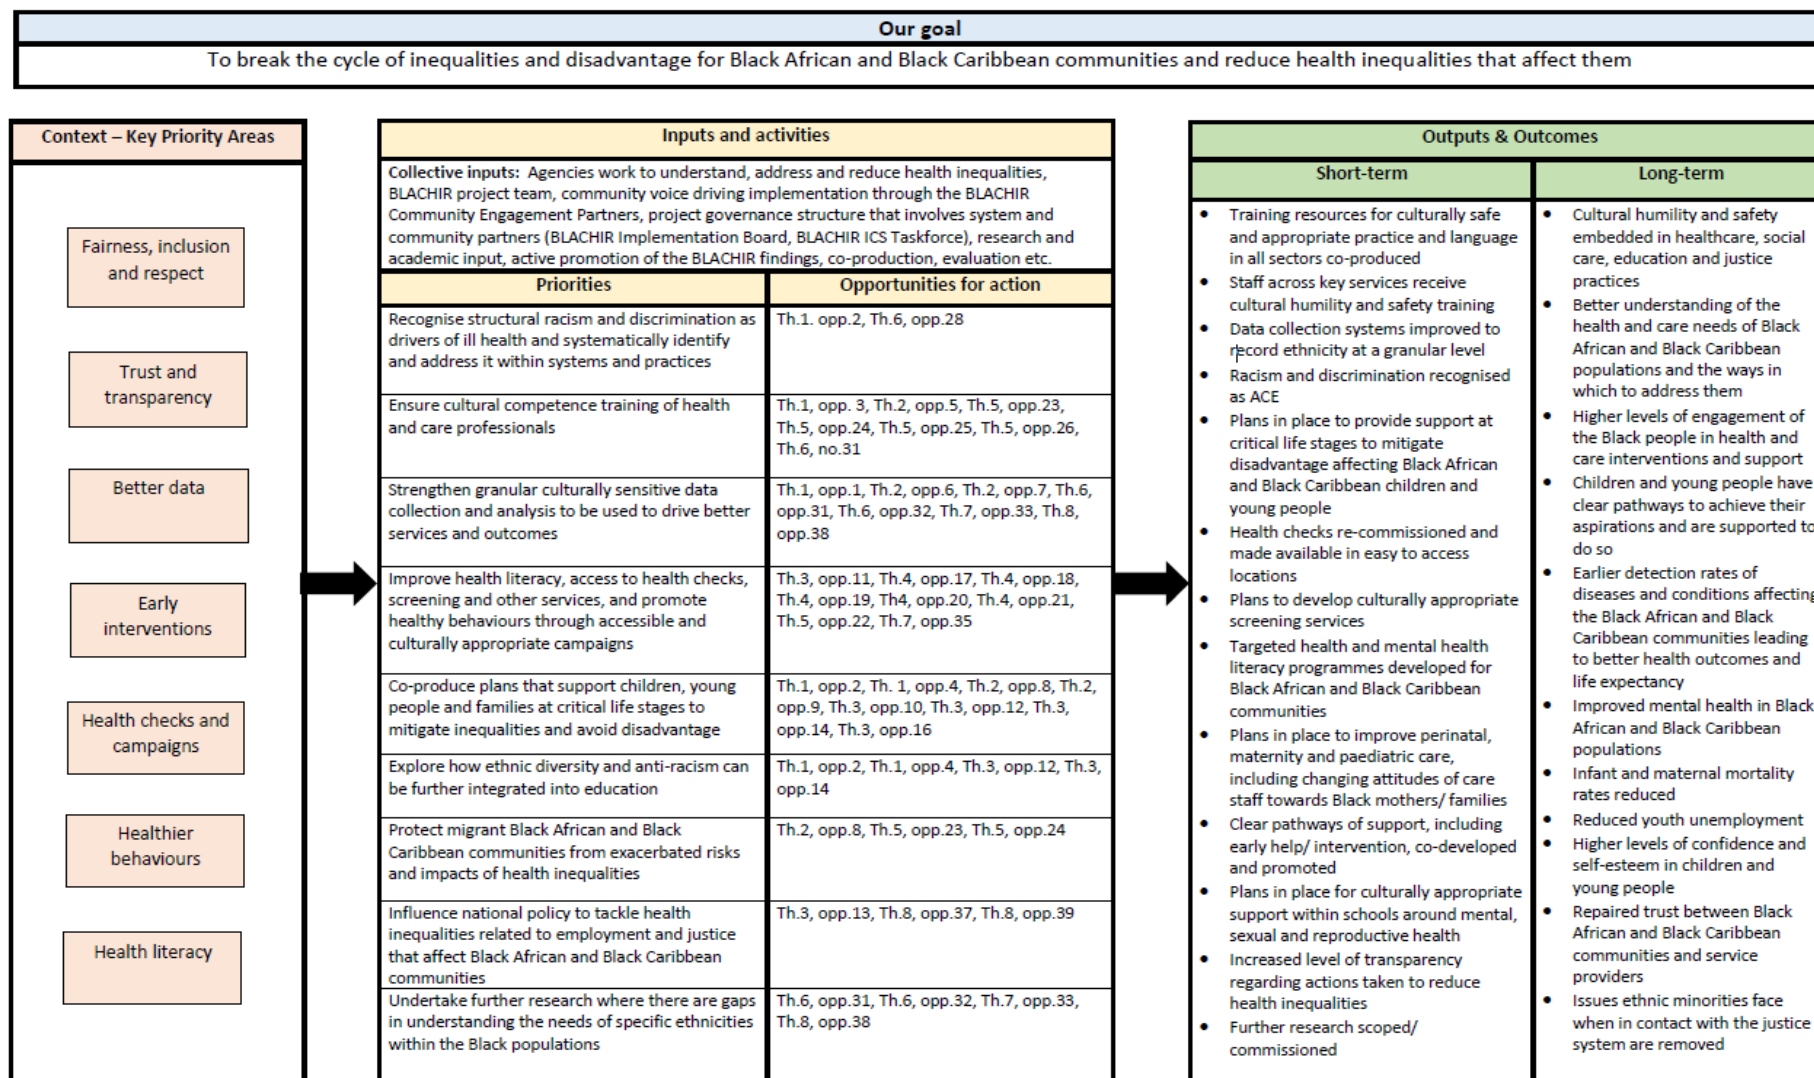 Our goal
To break the cycle of inequalities and disadvantage for Black African and Black Caribbean communities and reduce health inequalities that affect them
Context – Key Priority Areas
Fairness, inclusion
and respect
Trust and
transparency
Better data
Early
interventions
Health checks and
campaigns
Healthier
behaviours
Health literacy
Inputs and activities
Collective inputs: Agencies work to understand, address and reduce health inequalities,
BLACHIR project team, community voice driving implementation through the BLACHIR
Community Engagement Partners, project governance structure that involves system and
community partners (BLACHIR Implementation Board, BLACHIR ICS Taskforce), research and
academic input, active promotion of the BLACHIR findings, co-production, evaluation etc.
Priorities
Opportunities for action
Recognise structural racism and discrimination as
drivers of ill health and systematically identify
and address it within systems and practices
Th.1. opp.2, Th.6, opp.28
Ensure cultural competence training of health
and care professionals
Th.1, opp. 3, Th.2, opp.5, Th.5, opp.23,
Th.5, opp.24, Th.5, opp.25, Th.5, opp.26,
Th.6, no.31
Strengthen granular culturally sensitive data
collection and analysis to be used to drive better
services and outcomes
Th.1, opp.1, Th.2, opp.6, Th.2, opp.7, Th.6,
opp.31, Th.6, opp.32, Th.7, opp.33, Th.8,
opp.38
Improve health literacy, access to health checks,
screening and other services, and promote
healthy behaviours through accessible and
culturally appropriate campaigns
Th.3, opp.11, Th.4, opp.17, Th.4, opp.18,
Th.4, opp.19, Th4, opp.20, Th.4, opp.21,
Th.5, opp.22, Th.7, opp.35
Co-produce plans that support children, young
people and families at critical life stages to
mitigate inequalities and avoid disadvantage
Th.1, opp.2, Th. 1, opp.4, Th.2, opp.8, Th.2,
opp.9, Th.3, opp.10, Th.3, opp.12, Th.3,
opp.14, Th.3, opp.16
Explore how ethnic diversity and anti-racism can
be further integrated into education
Th.1, opp.2, Th.1, opp.4, Th.3, opp.12, Th.3,
opp.14
Protect migrant Black African and Black
Caribbean communities from exacerbated risks
and impacts of health inequalities
Th.2, opp.8, Th.5, opp.23, Th.5, opp.24
Influence national policy to tackle health
inequalities related to employment and justice
that affect Black African and Black Caribbean
communities
Th.3, opp.13, Th.8, opp.37, Th.8, opp.39
Undertake further research where there are gaps
in understanding the needs of specific ethnicities
within the Black populations
Th.6, opp.31, Th.6, opp.32, Th.7, opp.33,
Th.8, opp.38
Outputs & Outcomes
Short-term
• Training resources for culturally safe
and appropriate practice and language
in all sectors co-produced
• Staff across key services receive
cultural humility and safety training
• Data collection systems improved to
record ethnicity at a granular level
• Racism and discrimination recognised
as ACE
• Plans in place to provide support at
critical life stages to mitigate
disadvantage affecting Black African
and Black Caribbean children and
young people
• Health checks re-commissioned and
made available in easy to access
locations
• Plans to develop culturally appropriate
screening services
• Targeted health and mental health
literacy programmes developed for
Black African and Black Caribbean
communities
• Plans in place to improve perinatal,
maternity and paediatric care,
including changing attitudes of care
staff towards Black mothers/ families
• Clear pathways of support, including
early help/ intervention, co-developed
and promoted
• Plans in place for culturally appropriate
support within schools around mental,
sexual and reproductive health
• Increased level of transparency
regarding actions taken to reduce
health inequalities
• Further research scoped/
commissioned
Long-term
• Cultural humility and safety
embedded in healthcare, social
care, education and justice
practices
• Better understanding of the
health and care needs of Black
African and Black Caribbean
populations and the ways in
which to address them
• Higher levels of engagement of
the Black people in health and
care interventions and support
• Children and young people have
clear pathways to achieve their
aspirations and are supported to
do so
• Earlier detection rates of
diseases and conditions affecting
the Black African and Black
Caribbean communities leading
to better health outcomes and
life expectancy
• Improved mental health in Black
African and Black Caribbean
populations
• Infant and maternal mortality
rates reduced
• Reduced youth unemployment
• Higher levels of confidence and
self-esteem in children and
young people
• Repaired trust between Black
African and Black Caribbean
communities and service
providers
• Issues ethnic minorities face
when in contact with the justice
system are removed